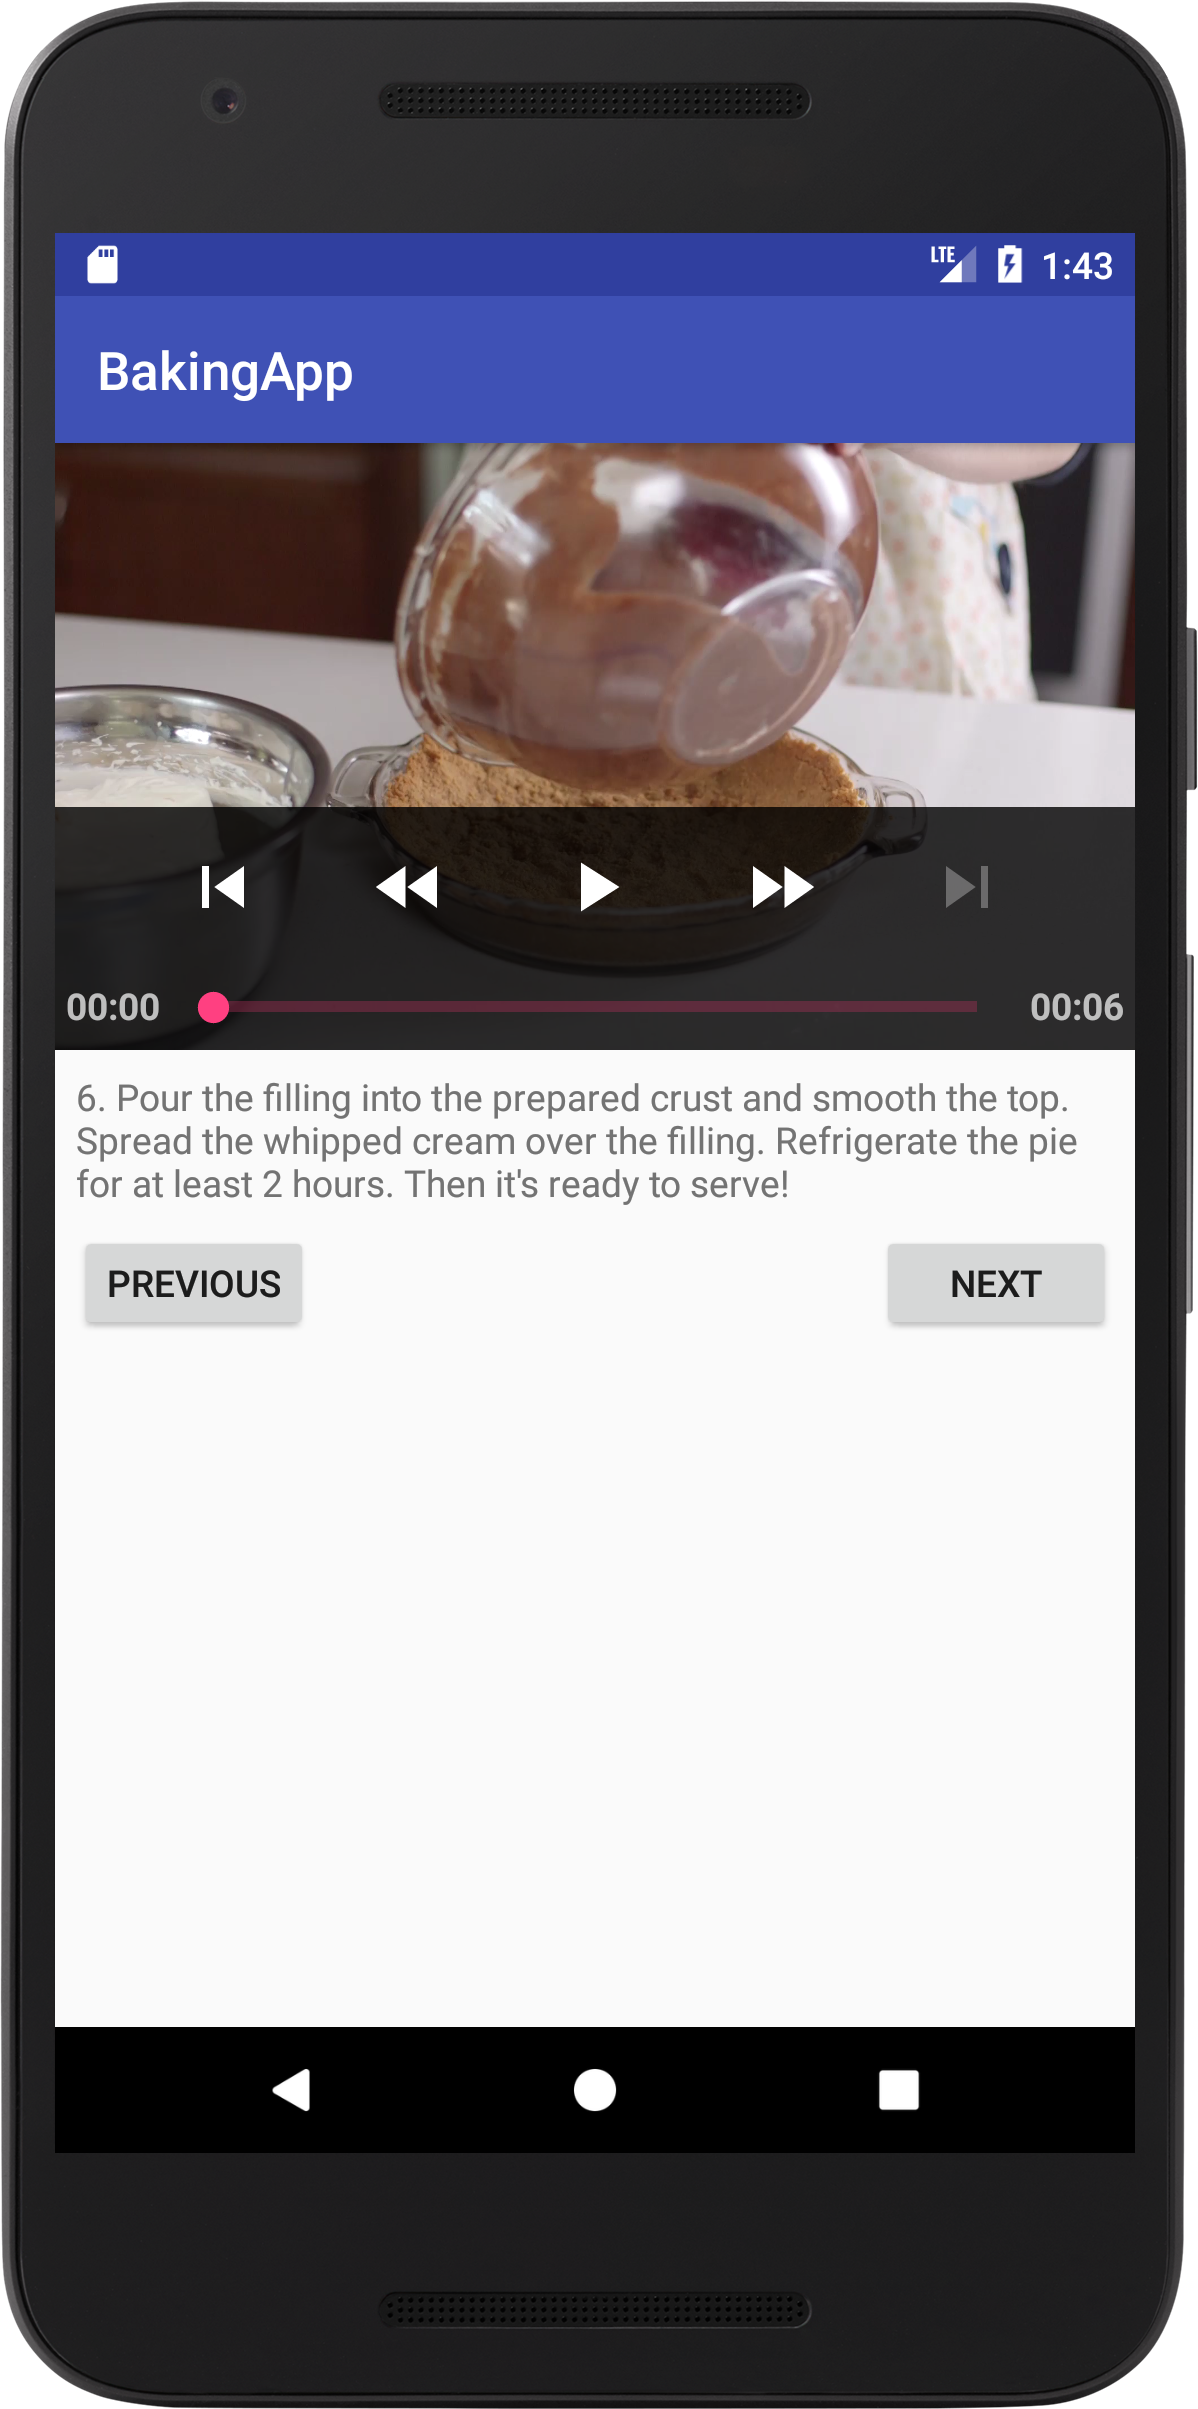 LTE 1:43
BakingApp
00:00 00:06
6. Pour the filling into the prepared crust and smooth the top.
Spread the whipped cream over the filling. Refrigerate the pie
for at least 2 hours. Then it's ready to serve!
PREVIOUS NEXT